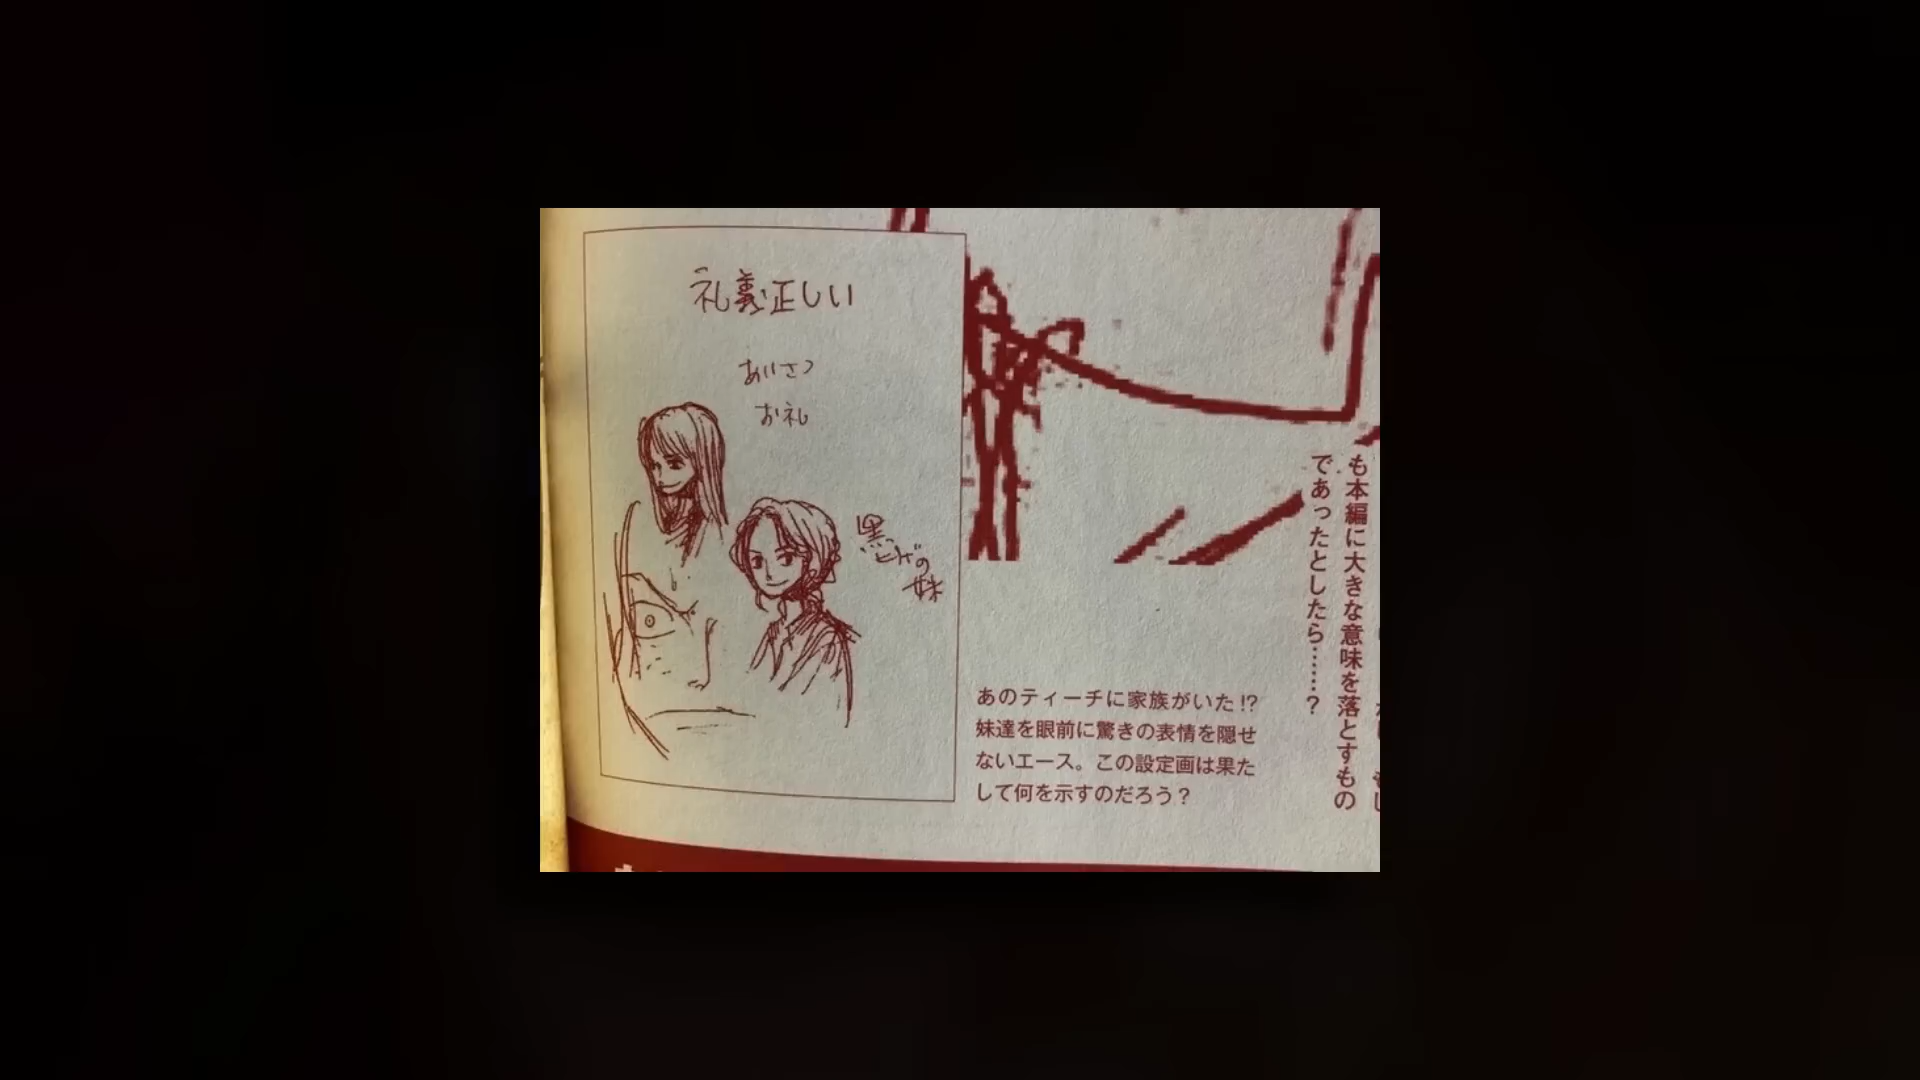 礼義正しい
あいさつ
お礼
黒ヒゲの
妹
も本編に大きな意味を落とすもの
であったとしたら……？
あのティーチに家族がいた!?
妹達を眼前に驚きの表情を隠せ
ないエース。この設定画は果た
して何を示すのだろう？